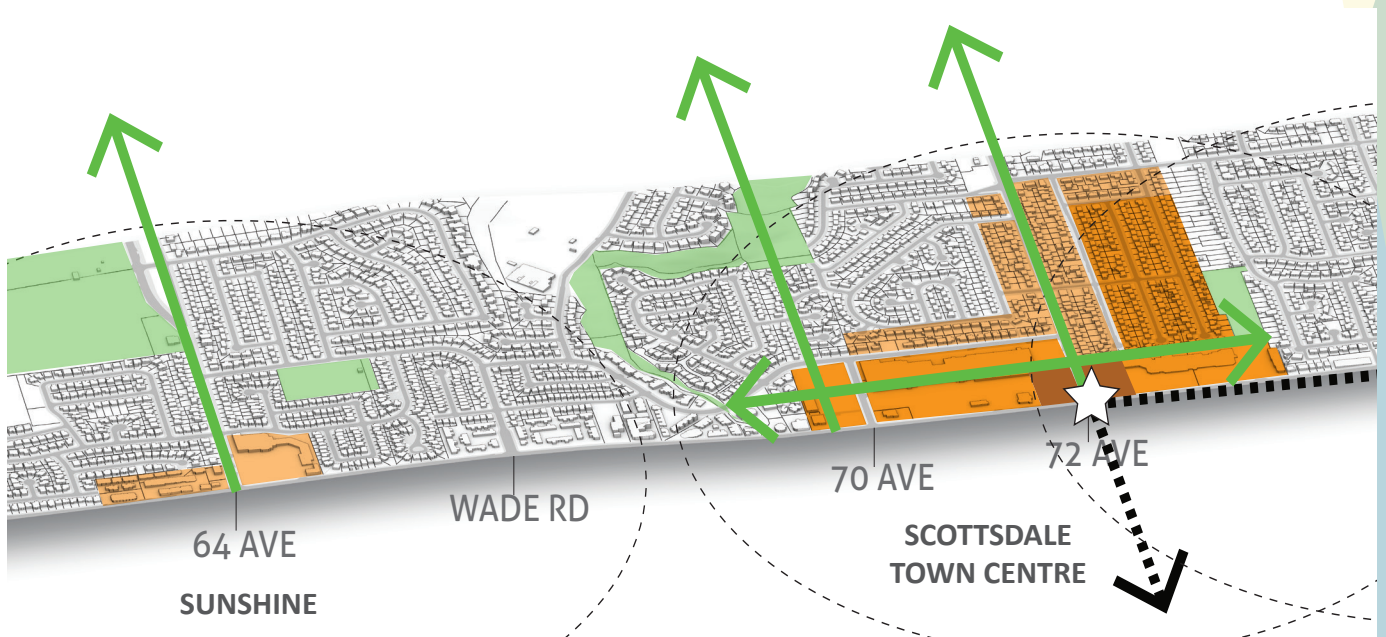 64 AVE
SUNSHINE
WADE RD
70 AVE
72 AVE
SCOTTSDALE
TOWN CENTRE